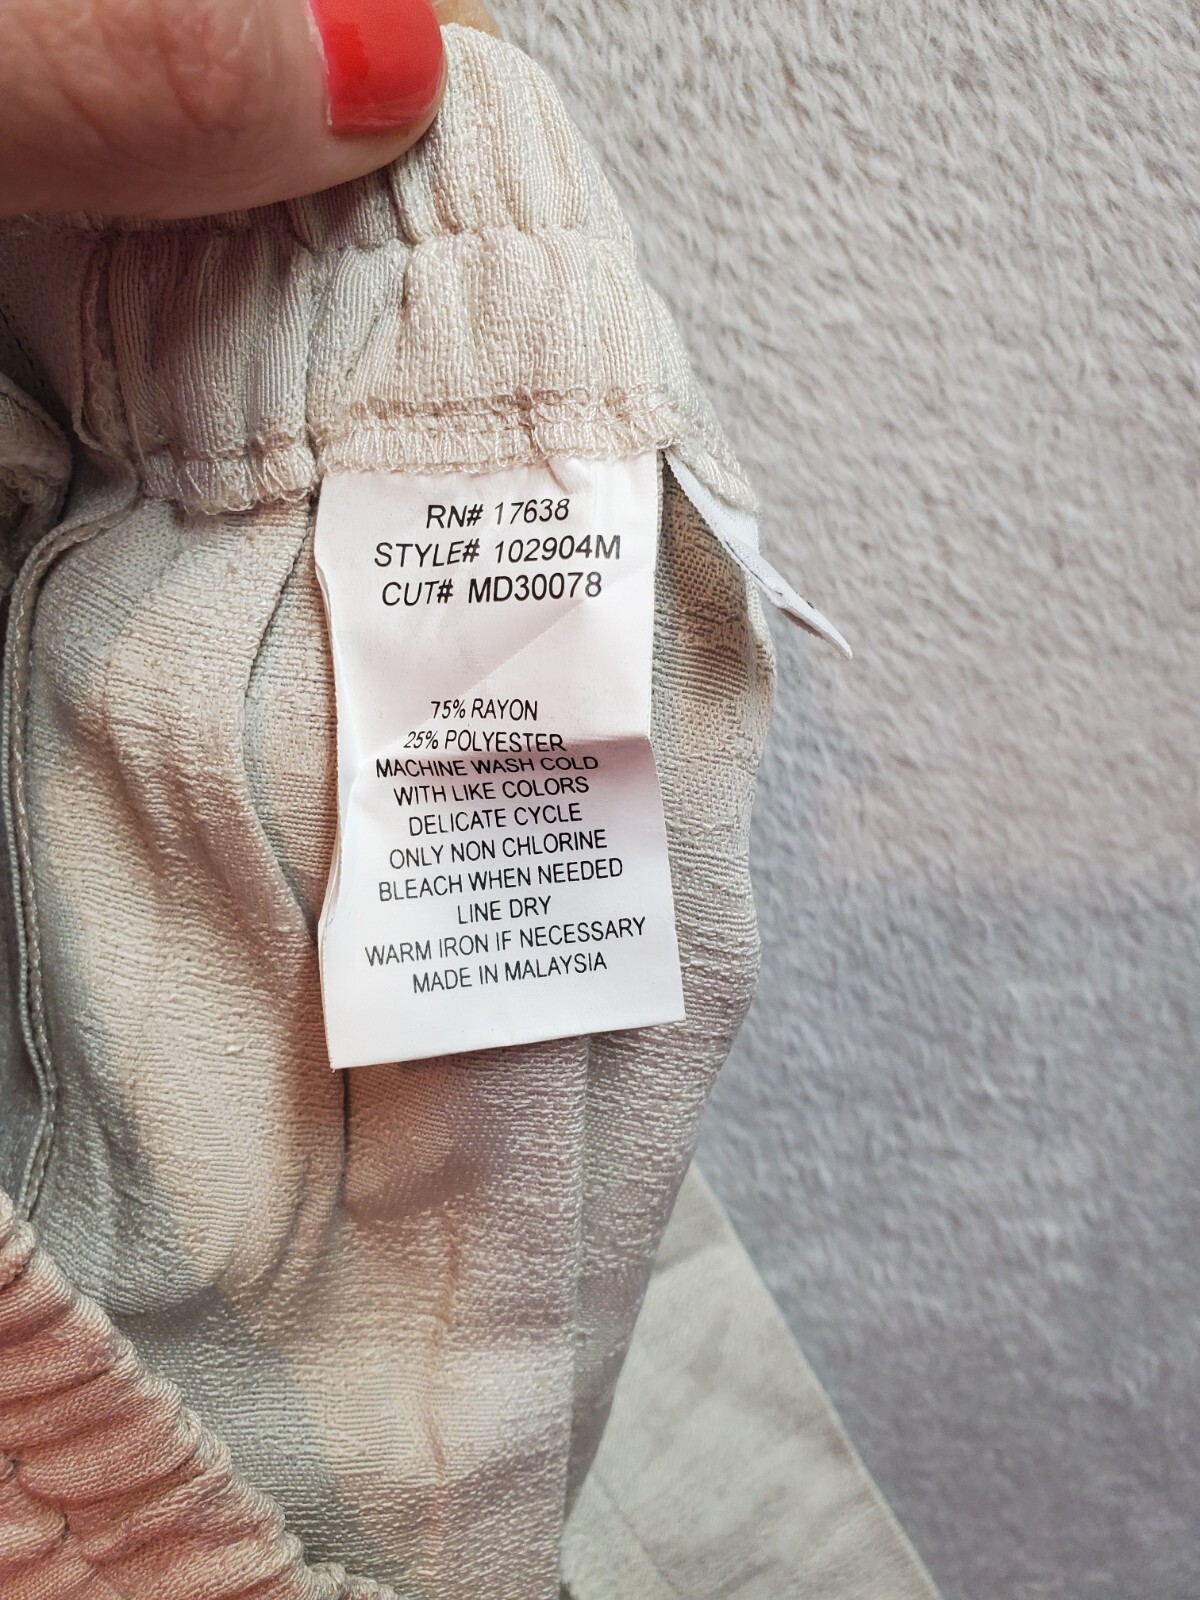 RN# 17638
STYLE# 102904M
CUT# MD30078
75% RAYON
25% POLYESTER
MACHINE WASH COLD
WITH LIKE COLORS
DELICATE CYCLE
ONLY NON CHLORINE
BLEACH WHEN NEEDED
LINE DRY
WARM IRON IF NECESSARY
MADE IN MALAYSIA